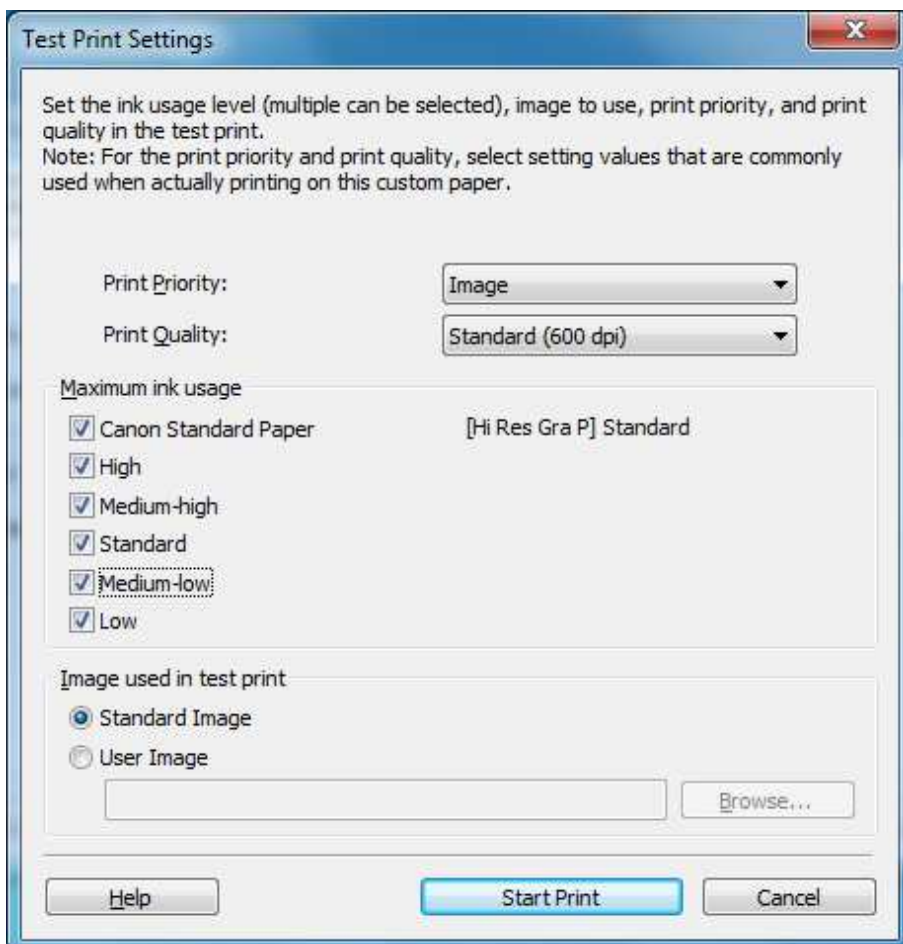 Test Print Settings
Set the ink usage level (multiple can be selected), image to use, print priority, and print
quality in the test print.
Note: For the print priority and print quality, select setting values that are commonly
used when actually printing on this custom paper.
Print Priority:
Image
Print Quality:
Standard (600 dpi)
Maximum ink usage
Canon Standard Paper
[Hi Res Gra P] Standard
High
Medium-high
Standard
Medium-low
Low
Image used in test print
Standard Image
User Image
Browse...
Help
Start Print
Cancel